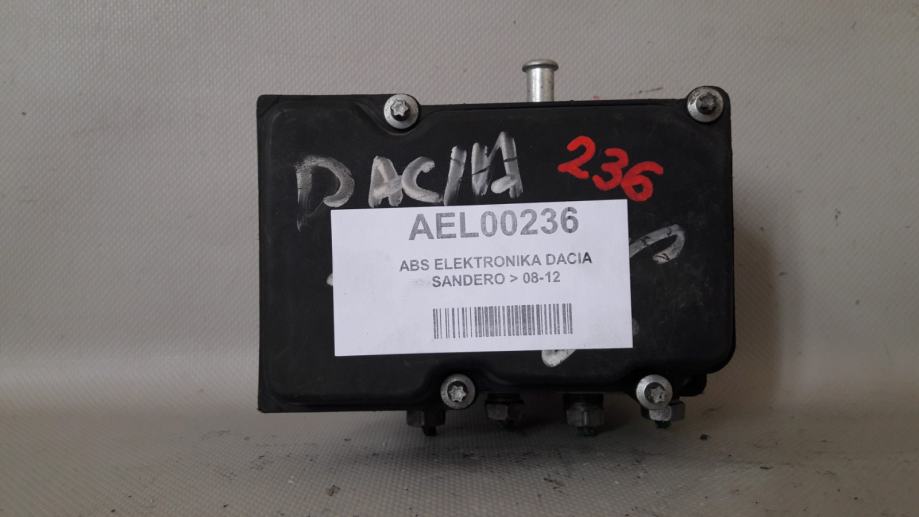 DACIA 236
AEL00236
ABS ELEKTRONIKA DACIA
SANDERO > 08-12